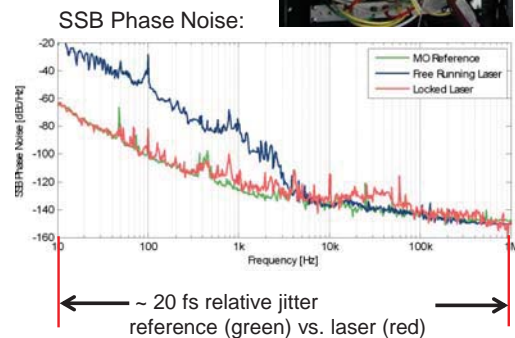 SSB Phase Noise:
SSB Phase Noise [dBc/Hz]
-20
-40
-60
-80
-100
-120
-140
-160
MO Reference
Free Running Laser
Locked Laser
10
100
1k
10k
100k
1M
Frequency [Hz]
~ 20 fs relative jitter
reference (green) vs. laser (red)